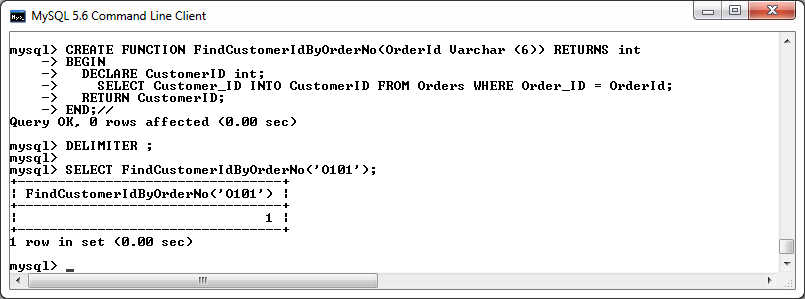 MySQL 5.6 Command Line Client
mysql> CREATE FUNCTION FindCustomerIdByOrderNo(OrderId Varchar (6)) RETURNS int
    -> BEGIN
    ->   DECLARE CustomerID int;
    ->     SELECT Customer_ID INTO CustomerID FROM Orders WHERE Order_ID = OrderId;
    ->   RETURN CustomerID;
    -> END;//
Query OK, 0 rows affected (0.00 sec)
mysql> DELIMITER ;
mysql>
mysql> SELECT FindCustomerIdByOrderNo('O101');
+---------------------------------+
¦ FindCustomerIdByOrderNo('O101') ¦
+---------------------------------+
¦                               1 ¦
+---------------------------------+
1 row in set (0.00 sec)
mysql> _